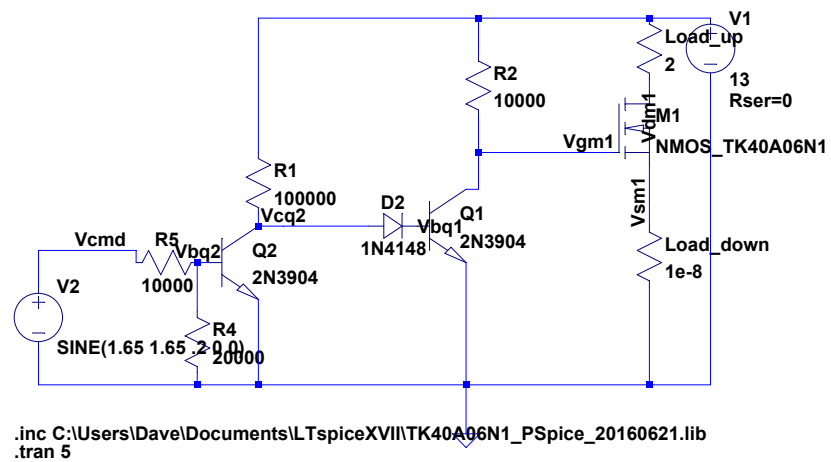 V1
Load_up
2
13
Rser=0
R2
10000
M1
Vdm1
Vgm1
NMOS_TK40A06N1
R1
100000
Vcq2
D2
1N4148
Vbq1
Q1
2N3904
Vsm1
Load_down
1e-8
Vcmd
R5
10000
Vbq2
Q2
2N3904
V2
SINE(1.65 1.65 .2 0 0)
R4
20000
.inc C:\Users\Dave\Documents\LTspiceXVII\TK40A06N1_PSpice_20160621.lib
.tran 5